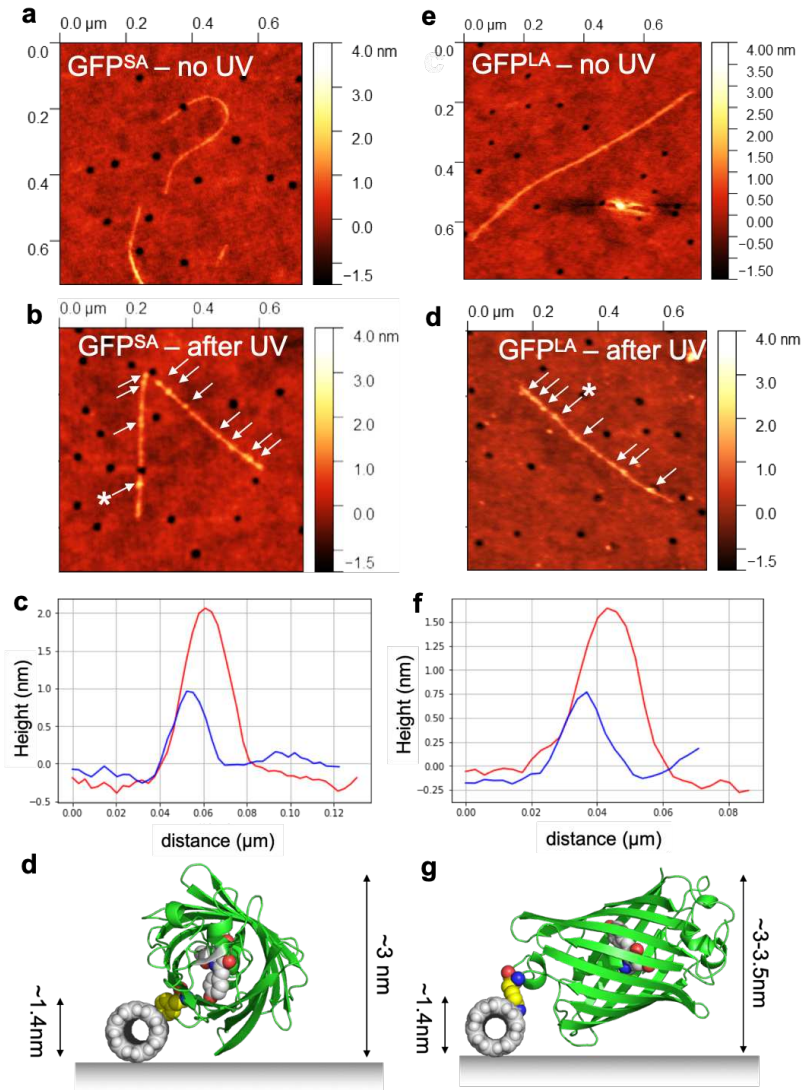 a
0.0 µm 0.2 0.4 0.6
0.0
0.2
0.4
0.6
GFPSA – no UV
4.0 nm
3.0
2.0
1.0
0.0
−1.5
e
0.0 µm 0.2 0.4 0.6
0.0
0.2
0.4
0.6
GFPLA – no UV
4.00 nm
3.50
3.00
2.50
2.00
1.50
1.00
0.50
0.00
−0.50
−1.50
b
0.0 µm 0.2 0.4 0.6
GFPSA – after UV
*
4.0 nm
3.0
2.0
1.0
0.0
−1.5
d
0.0 µm 0.2 0.4 0.6
GFPLA – after UV
*
4.0 nm
3.0
2.0
1.0
0.0
−1.5
c
Height (nm)
2.0
1.5
1.0
0.5
0.0
−0.5
0.00 0.02 0.04 0.06 0.08 0.10 0.12
distance (µm)
f
Height (nm)
1.50
1.25
1.00
0.75
0.50
0.25
0.00
−0.25
0.00 0.02 0.04 0.06 0.08
distance (µm)
d
~1.4nm
~3 nm
g
~1.4nm
~3-3.5nm